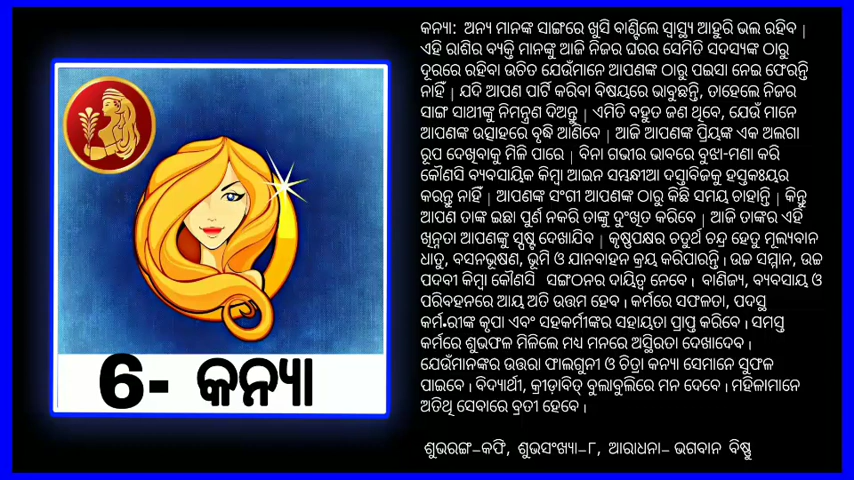 କନ୍ୟା: ଅନ୍ୟ ମାନଙ୍କ ସାଙ୍ଗରେ ଖୁସି ବାଣ୍ଟିଲେ ସ୍ୱାସ୍ଥ୍ୟ ଆହୁରି ଭଲ ରହିବ |
ଏହି ରାଶିର ବ୍ୟକ୍ତି ମାନଙ୍କୁ ଆଜି ନିଜର ଘରର ସେମିତି ସଦସ୍ୟଙ୍କ ଠାରୁ
ଦୂରରେ ରହିବା ଉଚିତ ଯେଉଁମାନେ ଆପଣଙ୍କ ଠାରୁ ପଇସା ନେଇ ଫେରନ୍ତି
ନାହିଁ | ଯଦି ଆପଣ ପାର୍ଟି କରିବା ବିଷୟରେ ଭାବୁଛନ୍ତି, ତାହେଲେ ନିଜର
ସାଙ୍ଗ ସାଥୀଙ୍କୁ ନିମନ୍ତ୍ରଣ ଦିଅନ୍ତୁ | ଏମିତି ବହୁତ ଜଣ ଥିବେ, ଯେଉଁ ମାନେ
ଆପଣଙ୍କ ଉତ୍ସାହରେ ବୃଦ୍ଧି ଆଣିବେ | ଆଜି ଆପଣଙ୍କ ପ୍ରିୟଙ୍କ ଏକ ଅଲଗା
ରୂପ ଦେଖିବାକୁ ମିଳି ପାରେ | ବିନା ଗଭୀର ଭାବରେ ବୁଝା-ମଣା କରି
କୌଣସି ବ୍ୟବସାୟିକ କିମ୍ବା ଆଇନ ସମ୍ଭନ୍ଧୀଅ ଦସ୍ତାବିଜକୁ ହସ୍ତକଃୟର
କରନ୍ତୁ ନାହିଁ | ଆପଣଙ୍କ ସଂଗୀ ଆପଣଙ୍କ ଠାରୁ କିଛି ସମୟ ଚାହାନ୍ତି | କିନ୍ତୁ
ଆପଣ ତାଙ୍କ ଇଛା ପୁର୍ଣ ନକରି ତାଙ୍କୁ ଦୁଂଖିତ କରିବେ | ଆଜି ତାଙ୍କର ଏହି
ଖିନ୍ନତା ଆପଣଙ୍କୁ ସ୍ପଷ୍ଟ ଦେଖାଯିବ | କୃଷ୍ଣପକ୍ଷର ଚତୁର୍ଥ ଚନ୍ଦ୍ର ହେତୁ ମୂଲ୍ୟବାନ
ଧାତୁ, ବସନଭୂଷଣ, ଭୂମି ଓ ଯାନବାହନ କ୍ରୟ କରିପାରନ୍ତି । ଉଚ୍ଚ ସମ୍ମାନ, ଉଚ୍ଚ
ପଦବୀ କିମ୍ବା କୌଣସି ସଙ୍ଗଠନର ଦାୟିତ୍ୱ ନେବେ । ବାଣିଜ୍ୟ, ବ୍ୟବସାୟ ଓ
ପରିବହନରେ ଆୟ ଅତି ଉତ୍ତମ ହେବ । କର୍ମରେ ସଫଳତା, ପଦସ୍ଥ
କର୍ମ.ରୀଙ୍କ କୃପା ଏବଂ ସହକର୍ମୀଙ୍କର ସହାୟତା ପ୍ରାପ୍ତ କରିବେ । ସମସ୍ତ
କର୍ମରେ ଶୁଭଫଳ ମିଳିଲେ ମଧ୍ୟ ମନରେ ଅସ୍ଥିରତା ଦେଖାଦେବ ।
ଯେଉଁମାନଙ୍କର ଉତ୍ତରା ଫାଲଗୁନୀ ଓ ଚିତ୍ରା କନ୍ୟା ସେମାନେ ସୁଫଳ
ପାଇବେ । ବିଦ୍ୟାର୍ଥୀ, କ୍ରୀଡ଼ାବିତ୍ ବୁଲାବୁଲିରେ ମନ ଦେବେ । ମହିଳାମାନେ
ଅତିଥି ସେବାରେ ବ୍ରତୀ ହେବେ ।
ଶୁଭରଙ୍ଗ–କଫି, ଶୁଭସଂଖ୍ୟା–୮, ଆରାଧନା– ଭଗବାନ ବିଷ୍ଣୁ
6- କନ୍ୟା